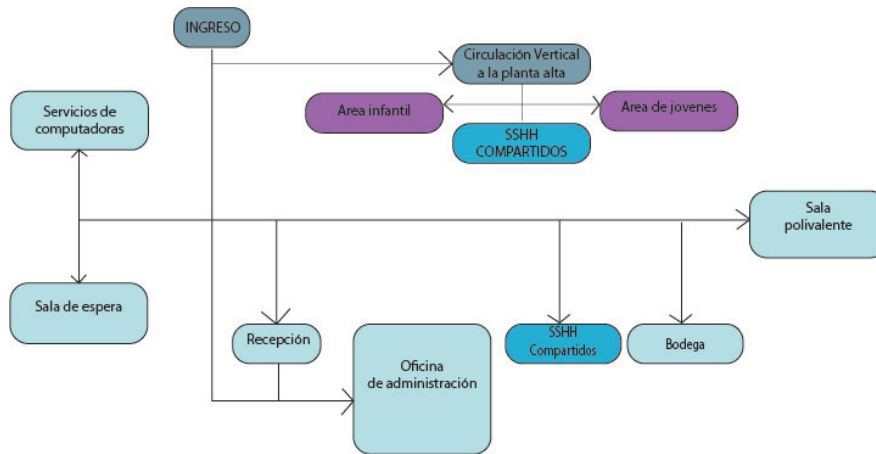 INGRESO
Circulación Vertical
a la planta alta
Servicios de
computadoras
Area infantil
Area de jovenes
SSHH
COMPARTIDOS
Sala
polivalente
Sala de espera
Recepción
Oficina
de administración
SSHH
Compartidos
Bodega